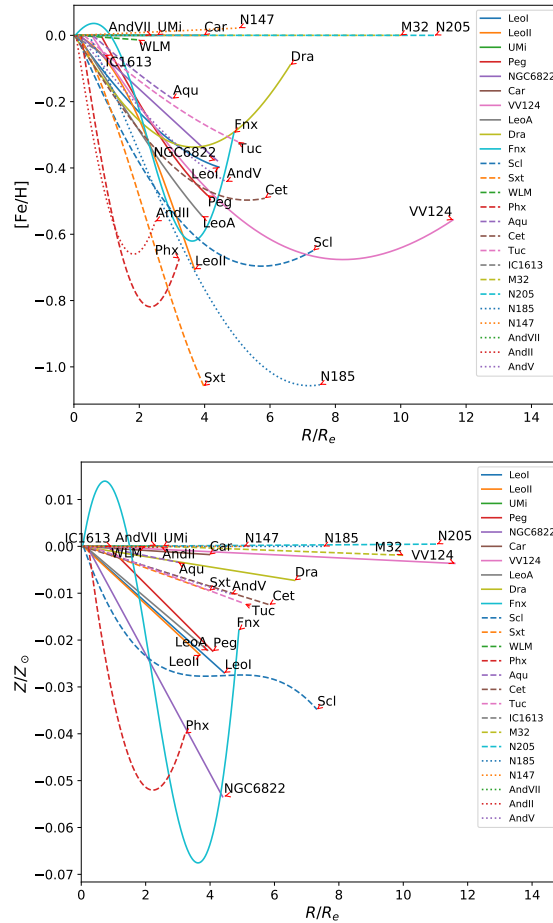 AndVII UMi Car N147 M32 N205
WLM
IC1613
Dra
Aqu
Fnx
Tuc
NGC6822
LeoI AndV
Cet
Peg
AndII LeoA
VV124
Scl
Phx
LeoII
Sxt N185
0.0
−0.2
−0.4
−0.6
−0.8
−1.0
[Fe/H]
0 2 4 6 8 10 12 14
R/Rₑ
LeoI
LeoII
UMi
Peg
NGC6822
Car
VV124
LeoA
Dra
Fnx
Scl
Sxt
WLM
Phx
Aqu
Cet
Tuc
IC1613
M32
N205
N185
N147
AndVII
AndII
AndV
0.01
0.00
−0.01
−0.02
−0.03
−0.04
−0.05
−0.06
−0.07
Z/Z⊙
IC1613 AndVII UMi N147 N185 N205
WLM AndII Car M32 VV124
Aqu
Dra
Sxt AndV
Cet
Tuc
Fnx
LeoA Peg
LeoII LeoI
Scl
Phx
NGC6822
0 2 4 6 8 10 12 14
R/Rₑ
LeoI
LeoII
UMi
Peg
NGC6822
Car
VV124
LeoA
Dra
Fnx
Scl
Sxt
WLM
Phx
Aqu
Cet
Tuc
IC1613
M32
N205
N185
N147
AndVII
AndII
AndV